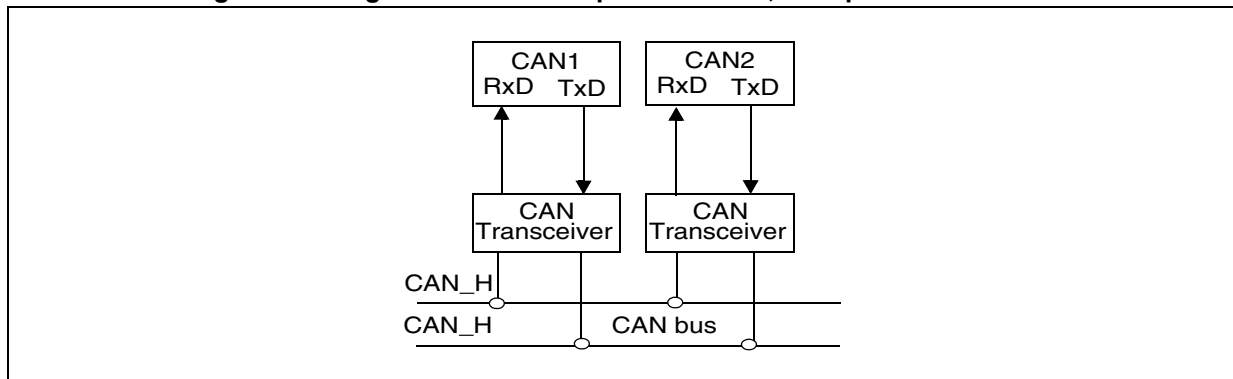 CAN1
RxD TxD
CAN2
RxD TxD
CAN
Transceiver
CAN
Transceiver
CAN_H
CAN_H
CAN bus